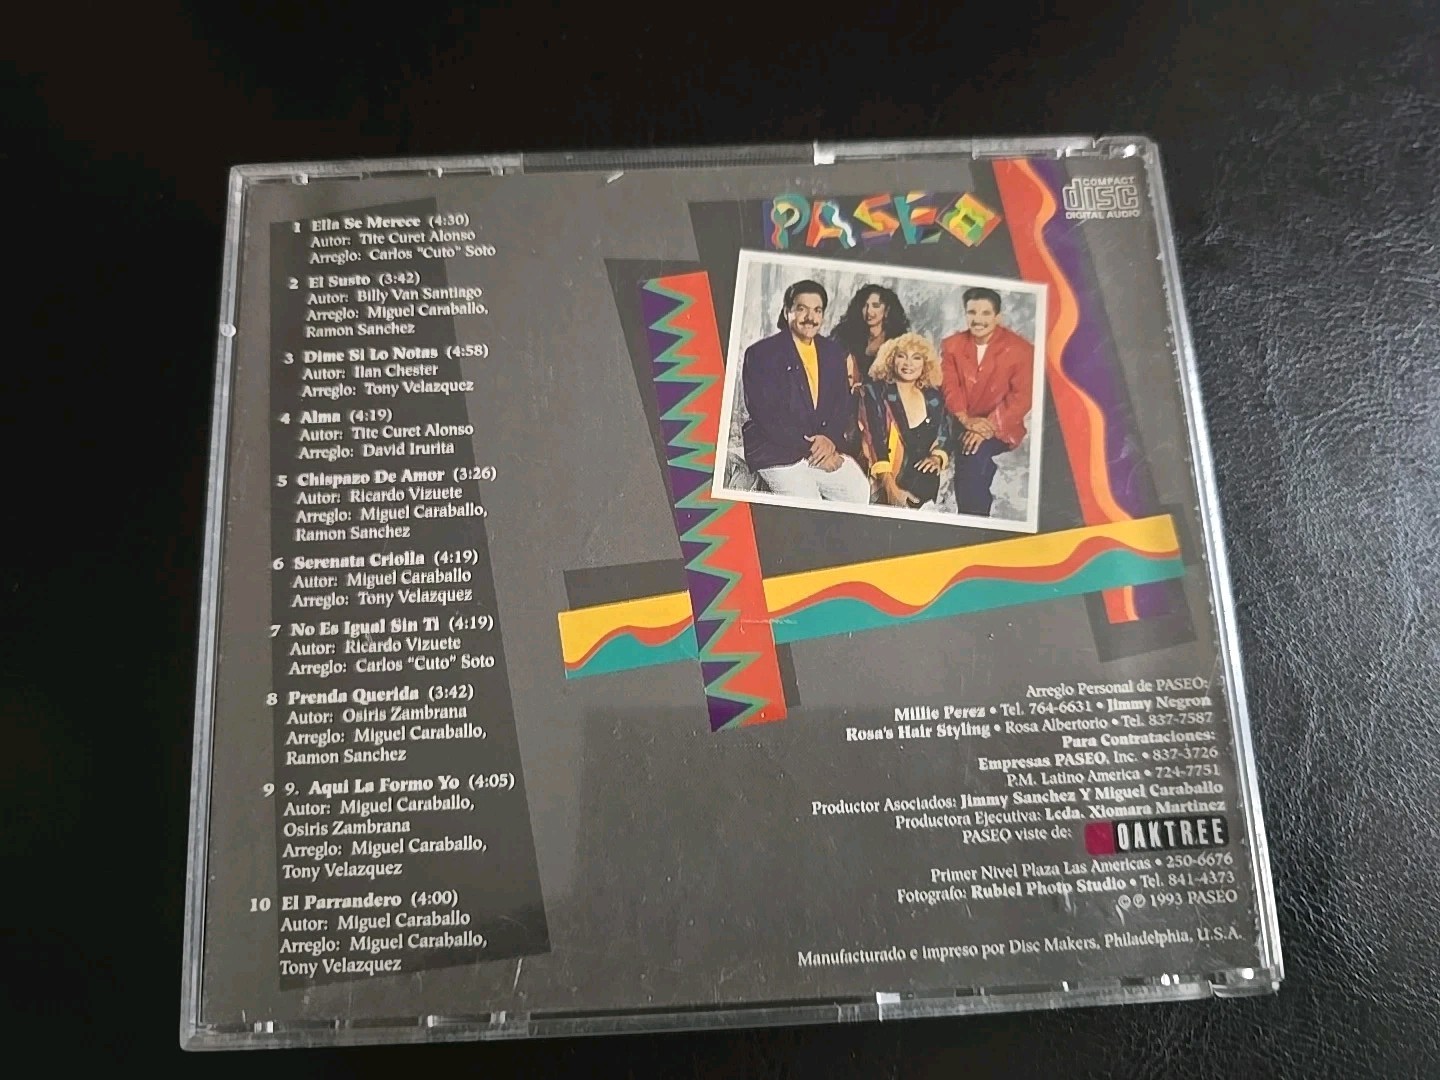 1 Ella Se Merece (4:30)
Autor: Tite Curet Alonso
Arreglo: Carlos "Cuto" Soto
2 El Susto (3:42)
Autor: Billy Van Santiago
Arreglo: Miguel Caraballo,
Ramon Sanchez
3 Dime Si Lo Notas (4:58)
Autor: Ilan Chester
Arreglo: Tony Velazquez
4 Alma (4:19)
Autor: Tite Curet Alonso
Arreglo: David Irurita
5 Chispazo De Amor (3:26)
Autor: Ricardo Vizuete
Arreglo: Miguel Caraballo,
Ramon Sanchez
6 Serenata Criolla (4:19)
Autor: Miguel Caraballo
Arreglo: Tony Velazquez
7 No Es Igual Sin Ti (4:19)
Autor: Ricardo Vizuete
Arreglo: Carlos "Cuto" Soto
8 Prenda Querida (3:42)
Autor: Osiris Zambrana
Arreglo: Miguel Caraballo,
Ramon Sanchez
9 9. Aqui La Formo Yo (4:05)
Autor: Miguel Caraballo,
Osiris Zambrana
Arreglo: Miguel Caraballo,
Tony Velazquez
10 El Parrandero (4:00)
Autor: Miguel Caraballo
Arreglo: Miguel Caraballo,
Tony Velazquez
PASEO
COMPACT
disc
DIGITAL AUDIO
Arreglo Personal de PASEO:
Millie Perez • Tel. 764-6631 • Jimmy Negron
Rosa's Hair Styling • Rosa Albertorio • Tel. 837-7587
Para Contrataciones:
Empresas PASEO, Inc. • 837-3726
P.M. Latino America • 724-7751
Productor Asociados: Jimmy Sanchez Y Miguel Caraballo
Productora Ejecutiva: Lcda. Xiomara Martinez
PASEO viste de: OAKTREE
Primer Nivel Plaza Las Americas • 250-6676
Fotografo: Rubiel Photo Studio • Tel. 841-4373
©℗ 1993 PASEO
Manufacturado e impreso por Disc Makers, Philadelphia, U.S.A.